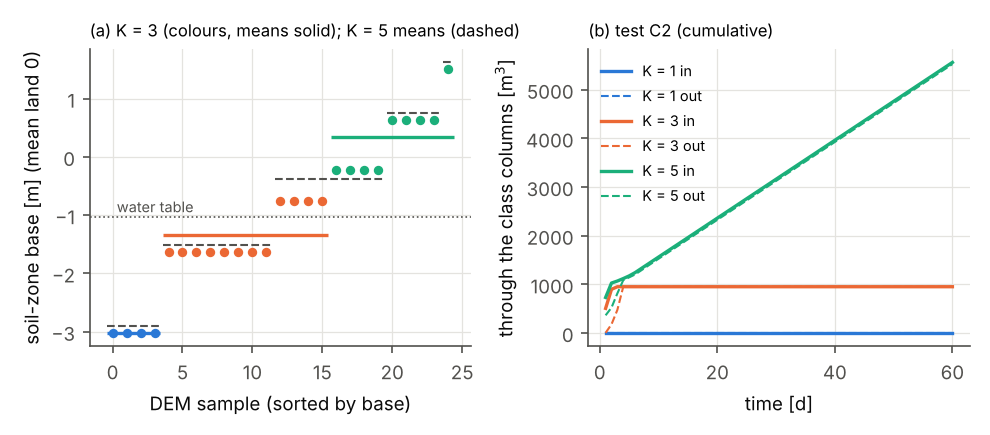 (a) K = 3 (colours, means solid); K = 5 means (dashed)
soil-zone base [m] (mean land 0)
1
0
−1
−2
−3
water table
0
5
10
15
20
25
DEM sample (sorted by base)
(b) test C2 (cumulative)
through the class columns [m³]
5000
4000
3000
2000
1000
0
K = 1 in
K = 1 out
K = 3 in
K = 3 out
K = 5 in
K = 5 out
0
20
40
60
time [d]